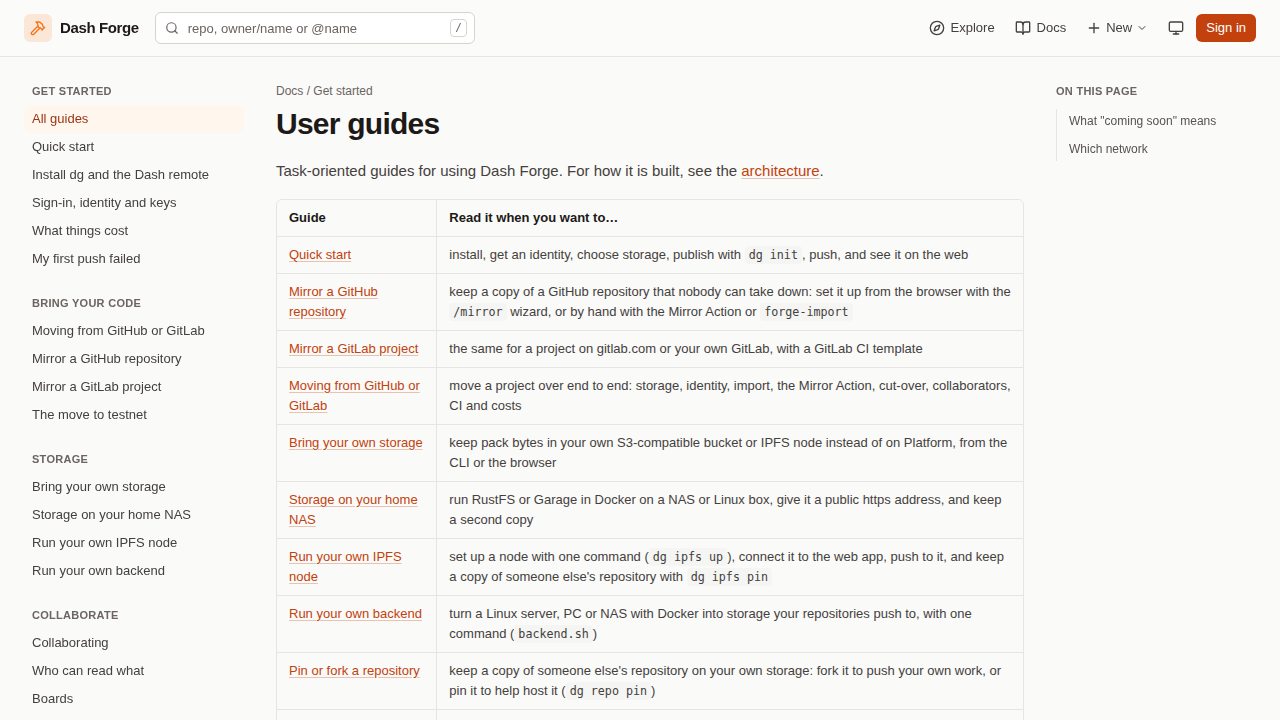 Dash Forge
repo, owner/name or @name
/
Explore
Docs
New
Sign in
GET STARTED
All guides
Quick start
Install dg and the Dash remote
Sign-in, identity and keys
What things cost
My first push failed
BRING YOUR CODE
Moving from GitHub or GitLab
Mirror a GitHub repository
Mirror a GitLab project
The move to testnet
STORAGE
Bring your own storage
Storage on your home NAS
Run your own IPFS node
Run your own backend
COLLABORATE
Collaborating
Who can read what
Boards
Docs / Get started
User guides
Task-oriented guides for using Dash Forge. For how it is built, see the architecture.
Guide
Read it when you want to…
Quick start
install, get an identity, choose storage, publish with dg init, push, and see it on the web
Mirror a GitHub
repository
keep a copy of a GitHub repository that nobody can take down: set it up from the browser with the
/mirror wizard, or by hand with the Mirror Action or forge-import
Mirror a GitLab project
the same for a project on gitlab.com or your own GitLab, with a GitLab CI template
Moving from GitHub or
GitLab
move a project over end to end: storage, identity, import, the Mirror Action, cut-over, collaborators,
CI and costs
Bring your own storage
keep pack bytes in your own S3-compatible bucket or IPFS node instead of on Platform, from the
CLI or the browser
Storage on your home
NAS
run RustFS or Garage in Docker on a NAS or Linux box, give it a public https address, and keep
a second copy
Run your own IPFS
node
set up a node with one command (dg ipfs up), connect it to the web app, push to it, and keep
a copy of someone else's repository with dg ipfs pin
Run your own backend
turn a Linux server, PC or NAS with Docker into storage your repositories push to, with one
command (backend.sh)
Pin or fork a repository
keep a copy of someone else's repository on your own storage: fork it to push your own work, or
pin it to help host it (dg repo pin)
ON THIS PAGE
What "coming soon" means
Which network